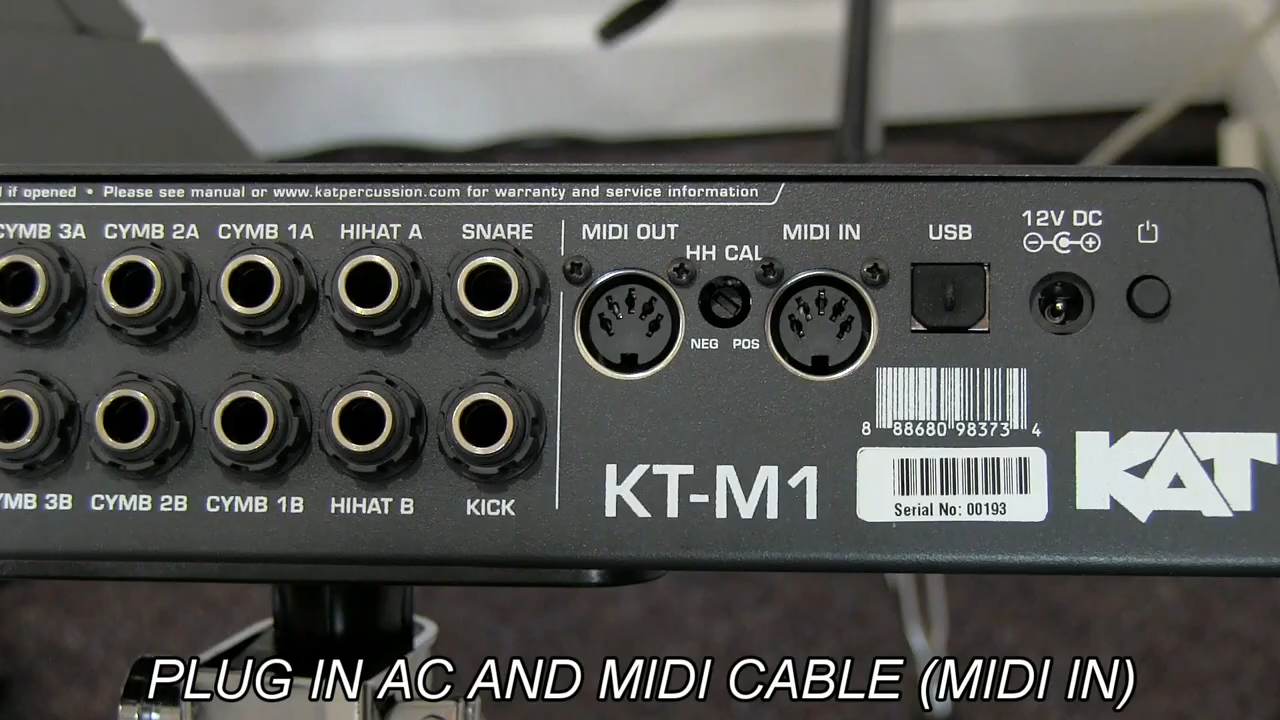 if opened • Please see manual or www.katpercussion.com for warranty and service information
CYMB 3A CYMB 2A CYMB 1A HIHAT A SNARE MIDI OUT HH CAL MIDI IN USB 12V DC
NEG POS
8 88680 98373 4
YMB 3B CYMB 2B CYMB 1B HIHAT B KICK
KT-M1
Serial No: 00193
KAT
PLUG IN AC AND MIDI CABLE (MIDI IN)